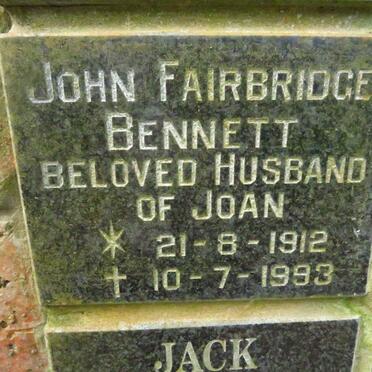 JOHN FAIRBRIDGE
BENNETT
BELOVED HUSBAND
OF JOAN
* 21-8-1912
† 10-7-1993
JACK